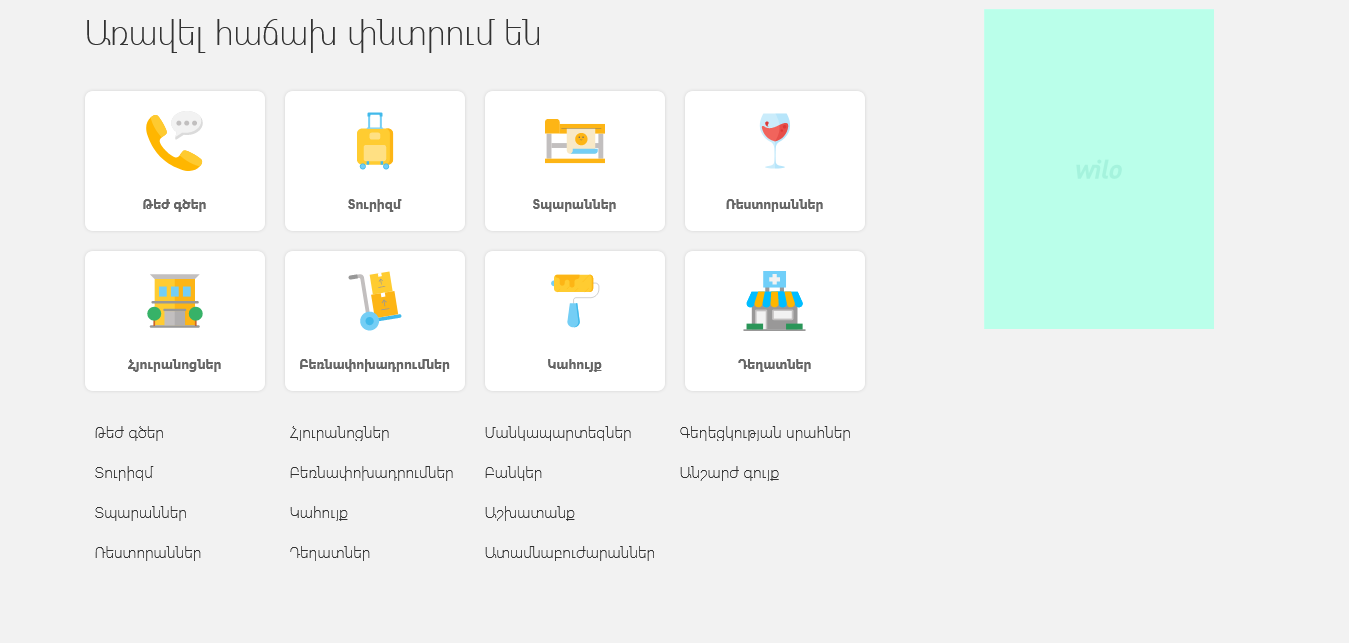 Առավել հաճախ փնտրում են
wilo
Թեժ գծեր
Տուրիզմ
Տպարաններ
Ռեստորաններ
Հյուրանոցներ
Բեռնափոխադրումներ
Կահույք
Դեղատներ
Թեժ գծեր
Հյուրանոցներ
Մանկապարտեզներ
Գեղեցկության սրահներ
Տուրիզմ
Բեռնափոխադրումներ
Բանկեր
Անշարժ գույք
Տպարաններ
Կահույք
Աշխատանք
Ռեստորաններ
Դեղատներ
Ատամնաբուժարաններ